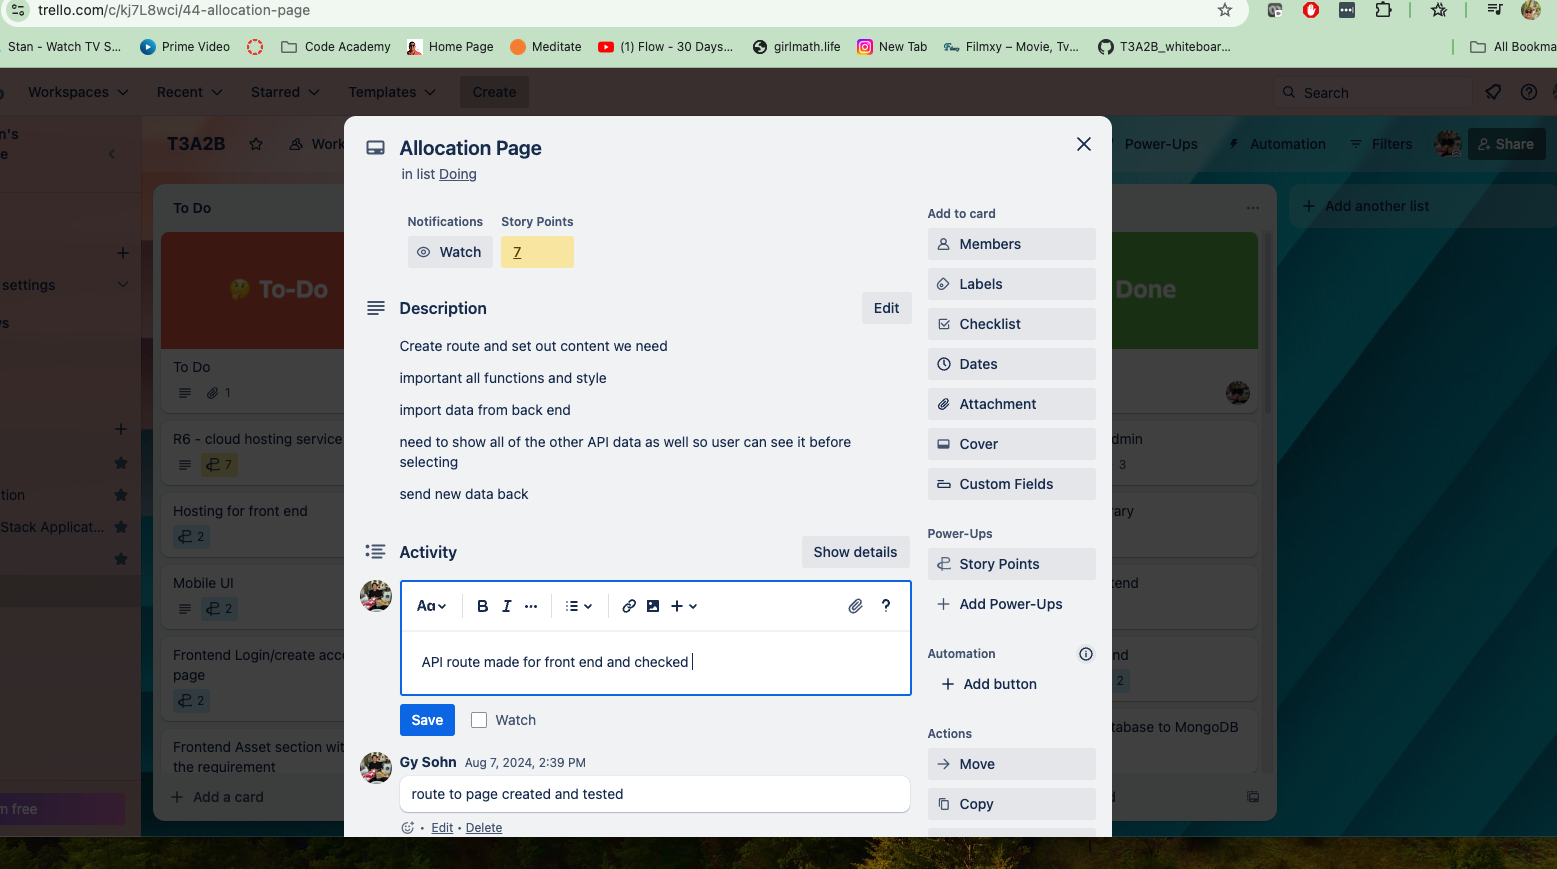 trello.com/c/kj7L8wci/44-allocation-page
Stan - Watch TV S...
Prime Video
Code Academy
Home Page
Meditate
(1) Flow - 30 Days...
girlmath.life
New Tab
Filmxy – Movie, Tv...
T3A2B_whiteboar...
All Bookma
Workspaces
Recent
Starred
Templates
Create
Search
n's
e
T3A2B
Work
Power-Ups
Automation
Filters
Share
settings
s
tion
Stack Applicat...
m free
To Do
🤔 To-Do
To Do
1
R6 - cloud hosting service
7
Hosting for front end
2
Mobile UI
2
Frontend Login/create acc
page
2
Frontend Asset section wit
the requirement
Add a card
Allocation Page
in list Doing
Notifications
Story Points
Watch
7
Description
Edit
Create route and set out content we need
important all functions and style
import data from back end
need to show all of the other API data as well so user can see it before
selecting
send new data back
Activity
Show details
Aa
B
I
?
API route made for front end and checked
Save
Watch
Gy Sohn Aug 7, 2024, 2:39 PM
route to page created and tested
• Edit • Delete
Add to card
Members
Labels
Checklist
Dates
Attachment
Cover
Custom Fields
Power-Ups
Story Points
Add Power-Ups
Automation
Add button
Actions
Move
Copy
Done
dmin
3
ary
end
nd
2
tabase to MongoDB
d
Add another list